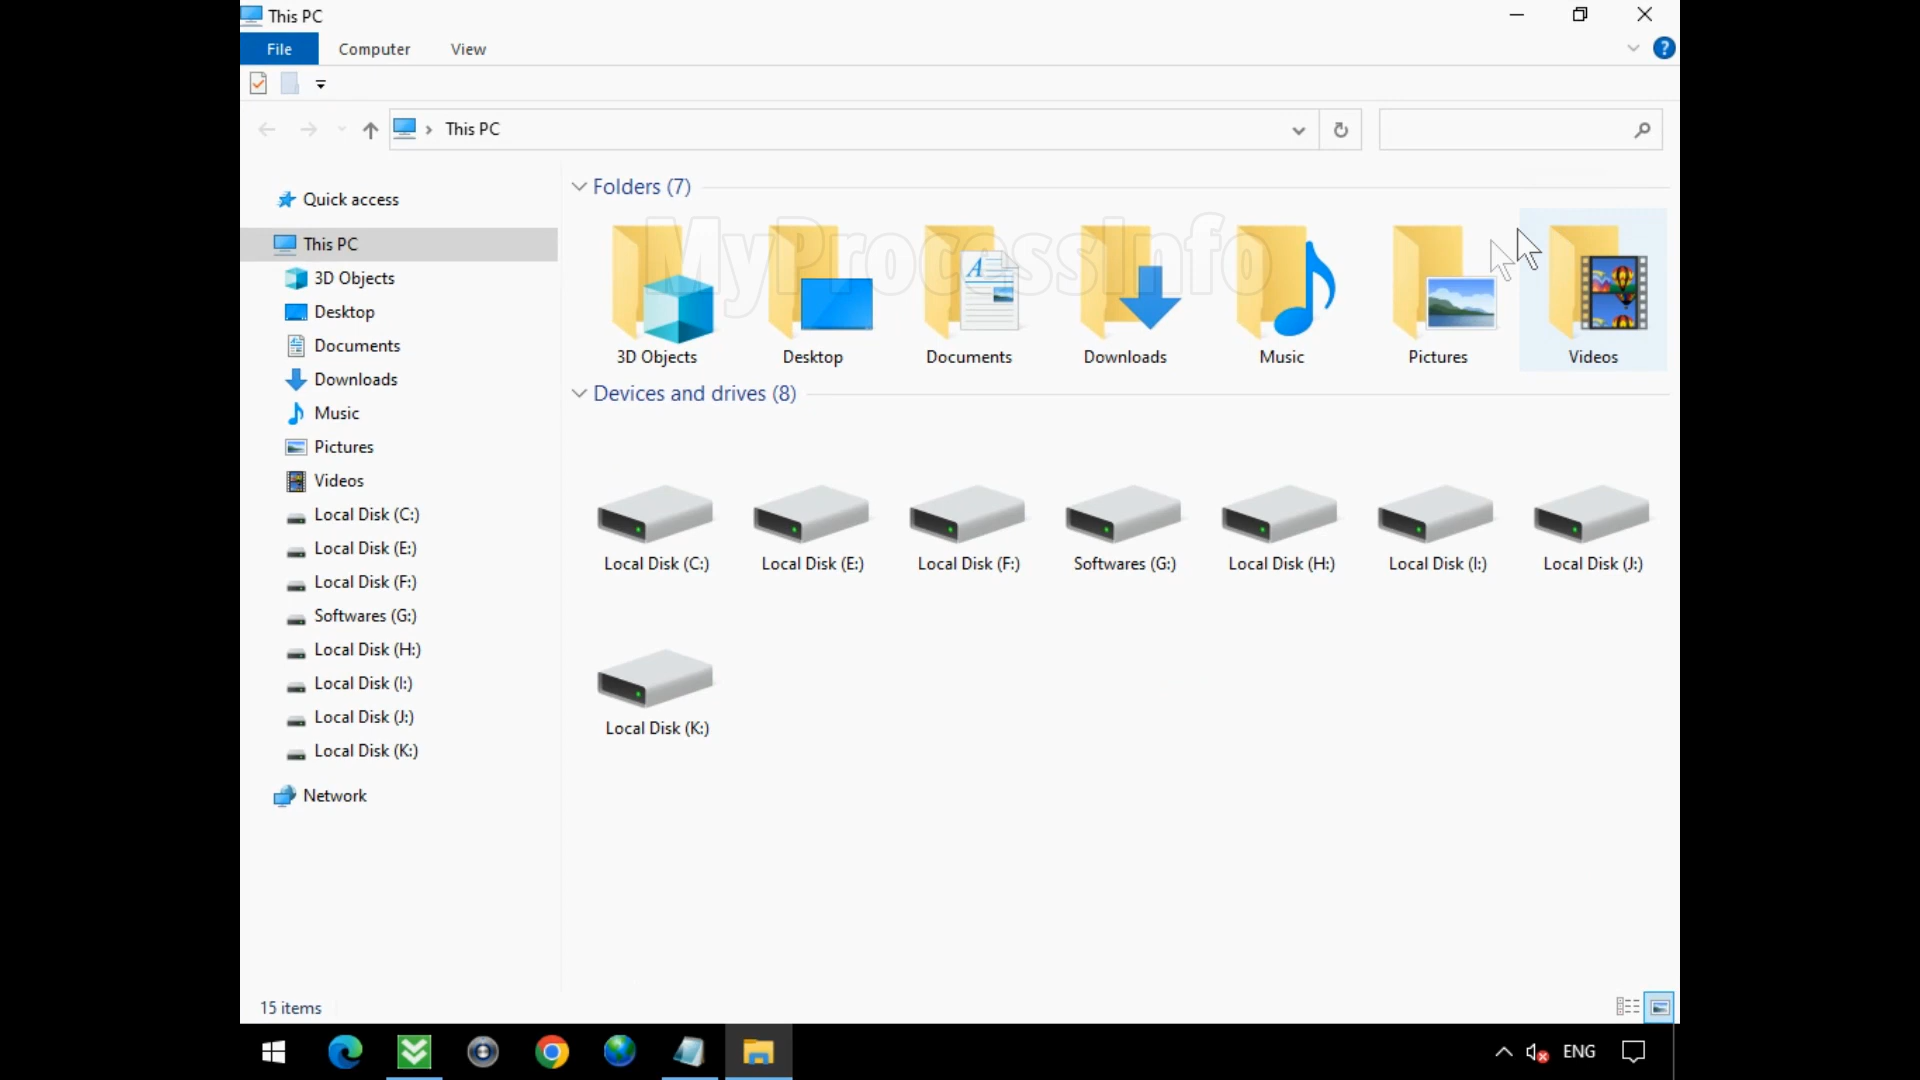 This PC
File Computer View
This PC
Quick access
This PC
3D Objects
Desktop
Documents
Downloads
Music
Pictures
Videos
Local Disk (C:)
Local Disk (E:)
Local Disk (F:)
Softwares (G:)
Local Disk (H:)
Local Disk (I:)
Local Disk (J:)
Local Disk (K:)
Network
Folders (7)
MyProcessInfo
3D Objects Desktop Documents Downloads Music Pictures Videos
Devices and drives (8)
Local Disk (C:) Local Disk (E:) Local Disk (F:) Softwares (G:) Local Disk (H:) Local Disk (I:) Local Disk (J:)
Local Disk (K:)
15 items
ENG